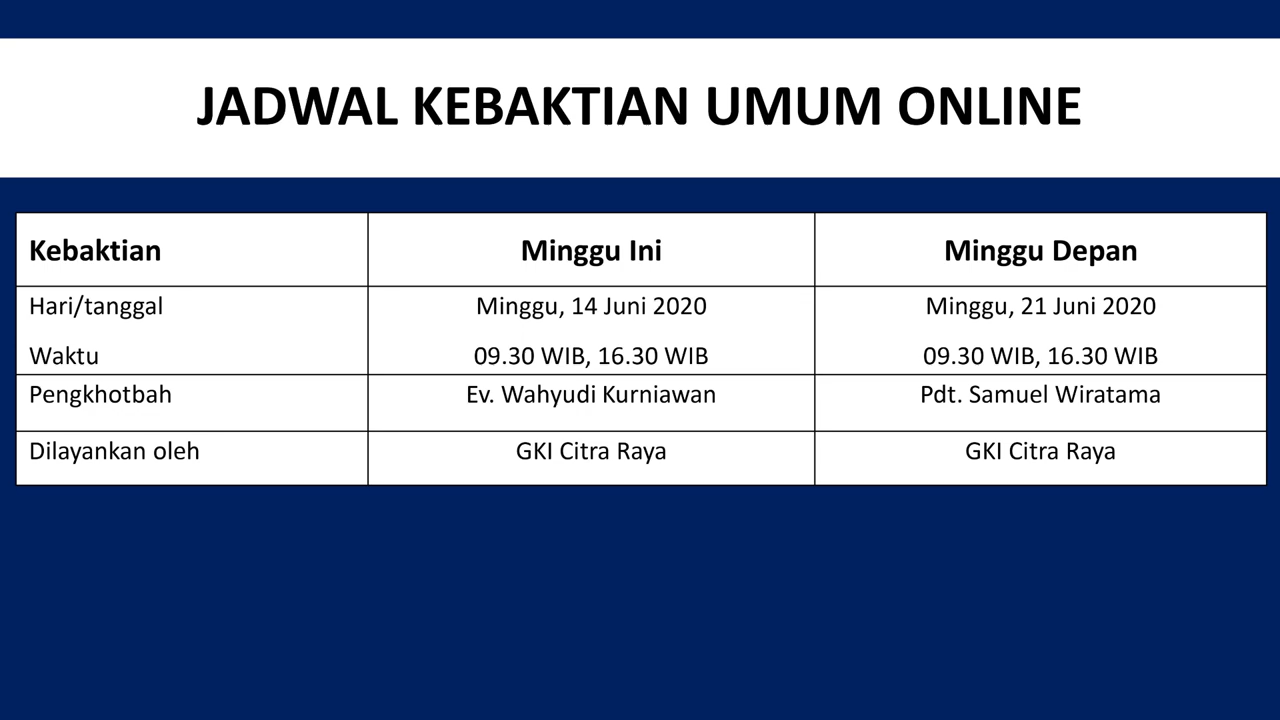 JADWAL KEBAKTIAN UMUM ONLINE
Kebaktian Minggu Ini Minggu Depan
Hari/tanggal Minggu, 14 Juni 2020 Minggu, 21 Juni 2020
Waktu 09.30 WIB, 16.30 WIB 09.30 WIB, 16.30 WIB
Pengkhotbah Ev. Wahyudi Kurniawan Pdt. Samuel Wiratama
Dilayankan oleh GKI Citra Raya GKI Citra Raya